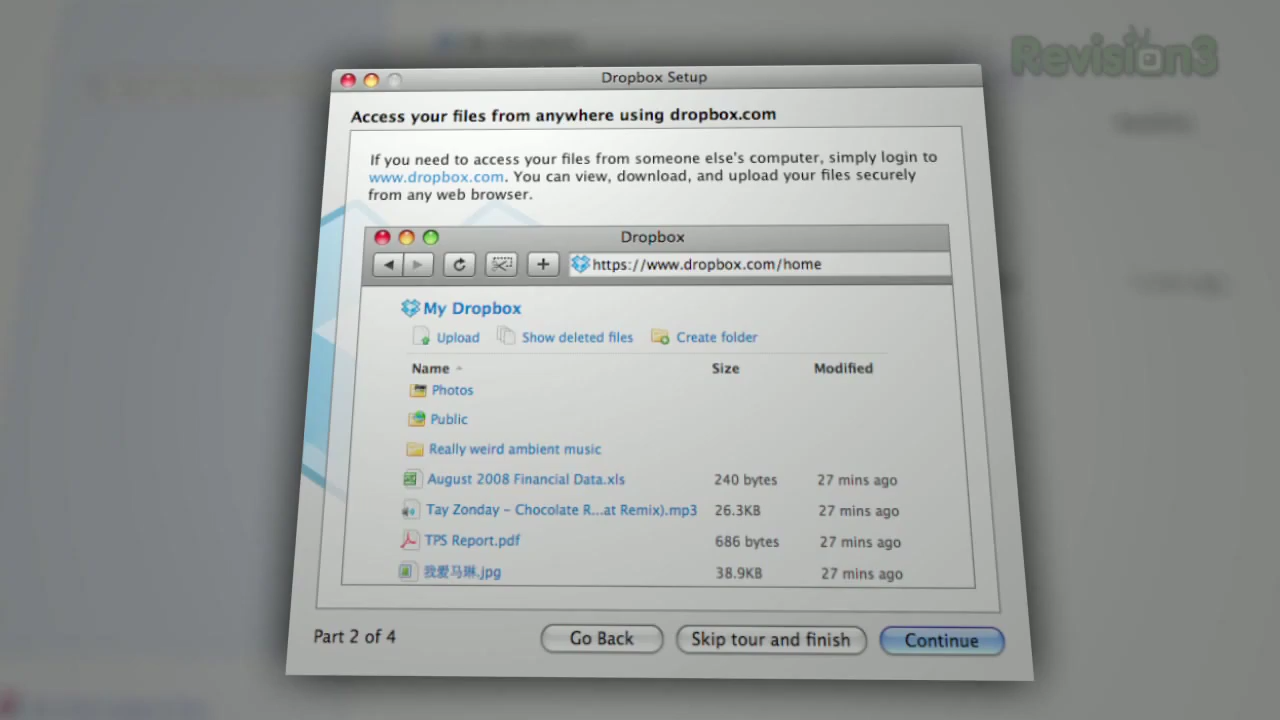 Revision3
Dropbox Setup
Access your files from anywhere using dropbox.com
If you need to access your files from someone else's computer, simply login to
www.dropbox.com. You can view, download, and upload your files securely
from any web browser.
Dropbox
https://www.dropbox.com/home
My Dropbox
Upload Show deleted files Create folder
Name Size Modified
Photos
Public
Really weird ambient music
August 2008 Financial Data.xls 240 bytes 27 mins ago
Tay Zonday - Chocolate R...at Remix).mp3 26.3KB 27 mins ago
TPS Report.pdf 686 bytes 27 mins ago
我爱马琳.jpg 38.9KB 27 mins ago
Part 2 of 4 Go Back Skip tour and finish Continue